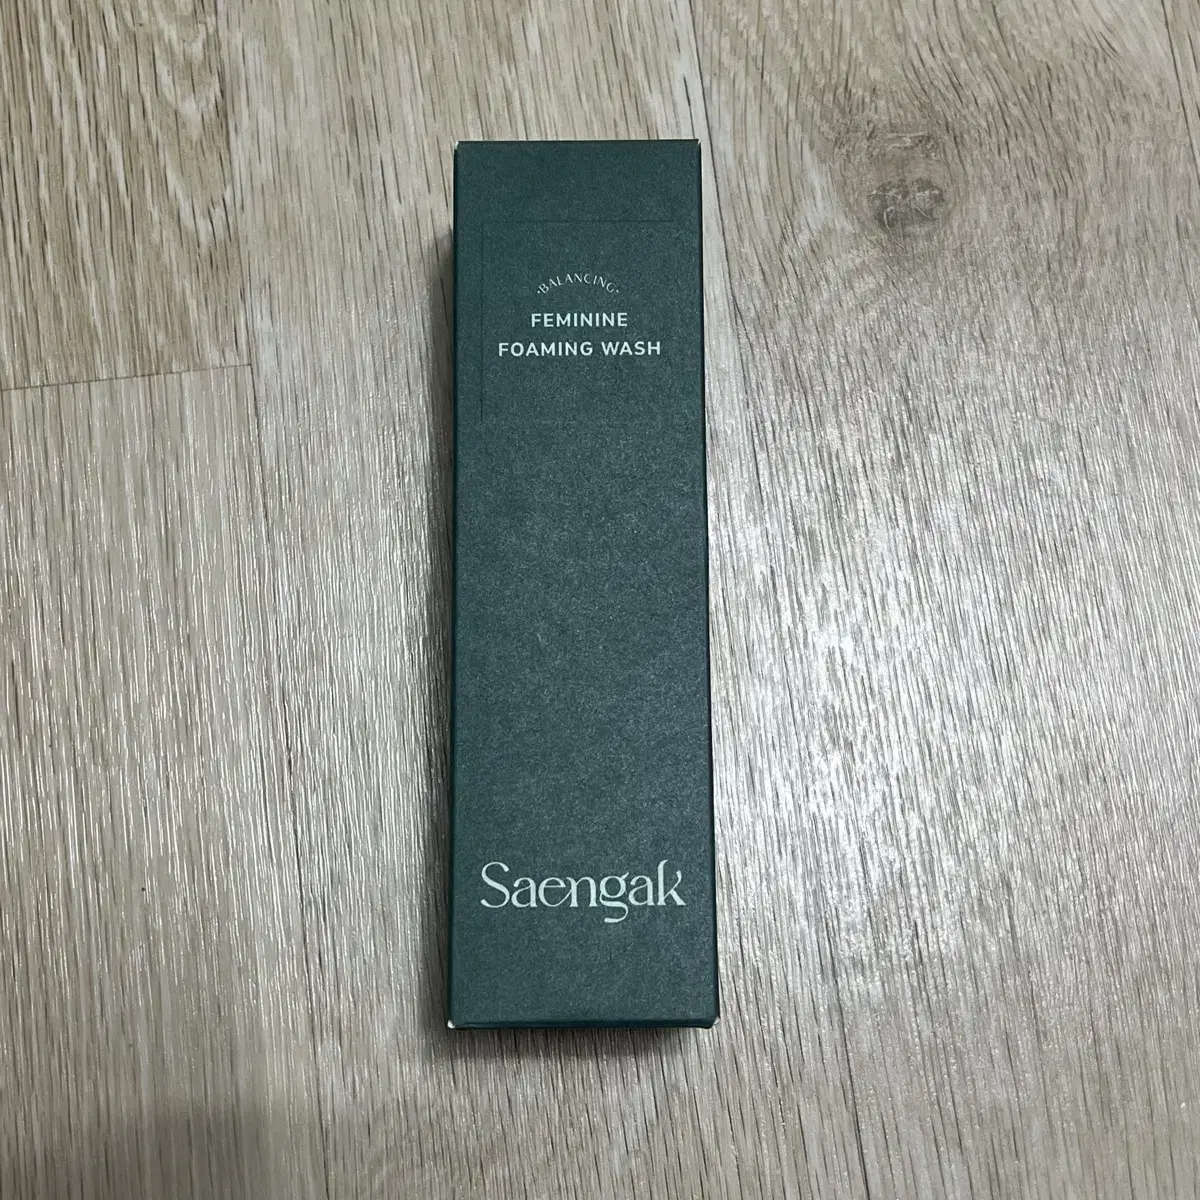 ·BALANCING·
FEMININE
FOAMING WASH
Saengak